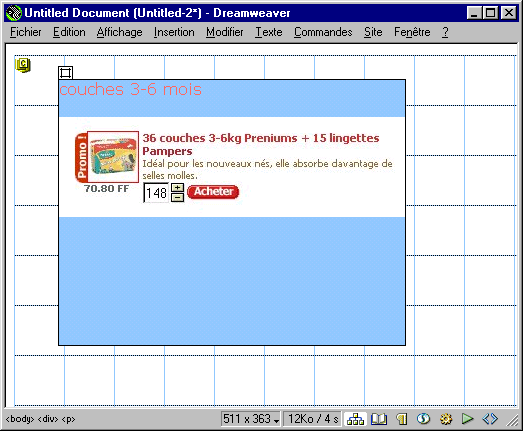 Untitled Document (Untitled-2*) - Dreamweaver
Fichier Edition Affichage Insertion Modifier Texte Commandes Site Fenêtre ?
C
couches 3-6 mois
Promo !
36 couches 3-6kg Preniums + 15 lingettes
Pampers
Idéal pour les nouveaux nés, elle absorbe davantage de
selles molles.
70.80 FF
148 + - Acheter
<body> <div> <p> 511 x 363 12Ko / 4 s